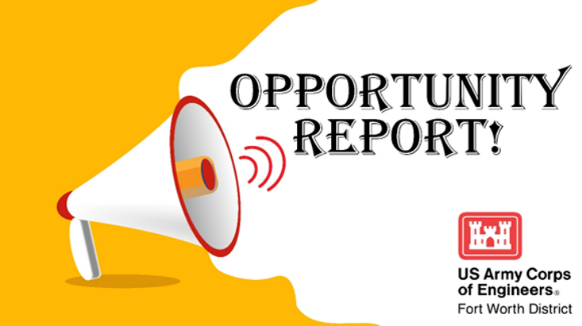 OPPORTUNITY
REPORT!
US Army Corps
of Engineers®
Fort Worth District